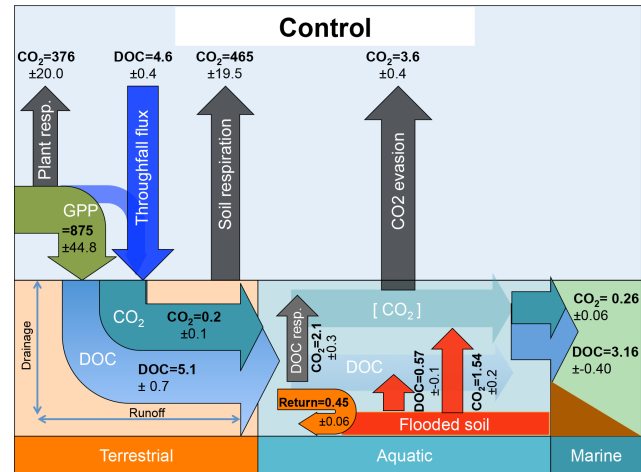 Control
CO₂=376
±20.0
DOC=4.6
±0.4
CO₂=465
±19.5
CO₂=3.6
±0.4
Plant resp.
Throughfall flux
Soil respiration
CO2 evasion
GPP
=875
±44.8
CO₂
CO₂=0.2
±0.1
DOC
DOC=5.1
± 0.7
Drainage
Runoff
DOC resp.
CO₂=2.1
±0.3
[ CO₂ ]
DOC
DOC=0.57
±-0.1
CO₂=1.54
±0.2
Return=0.45
±0.06
Flooded soil
CO₂= 0.26
±0.06
DOC=3.16
±-0.40
Terrestrial
Aquatic
Marine